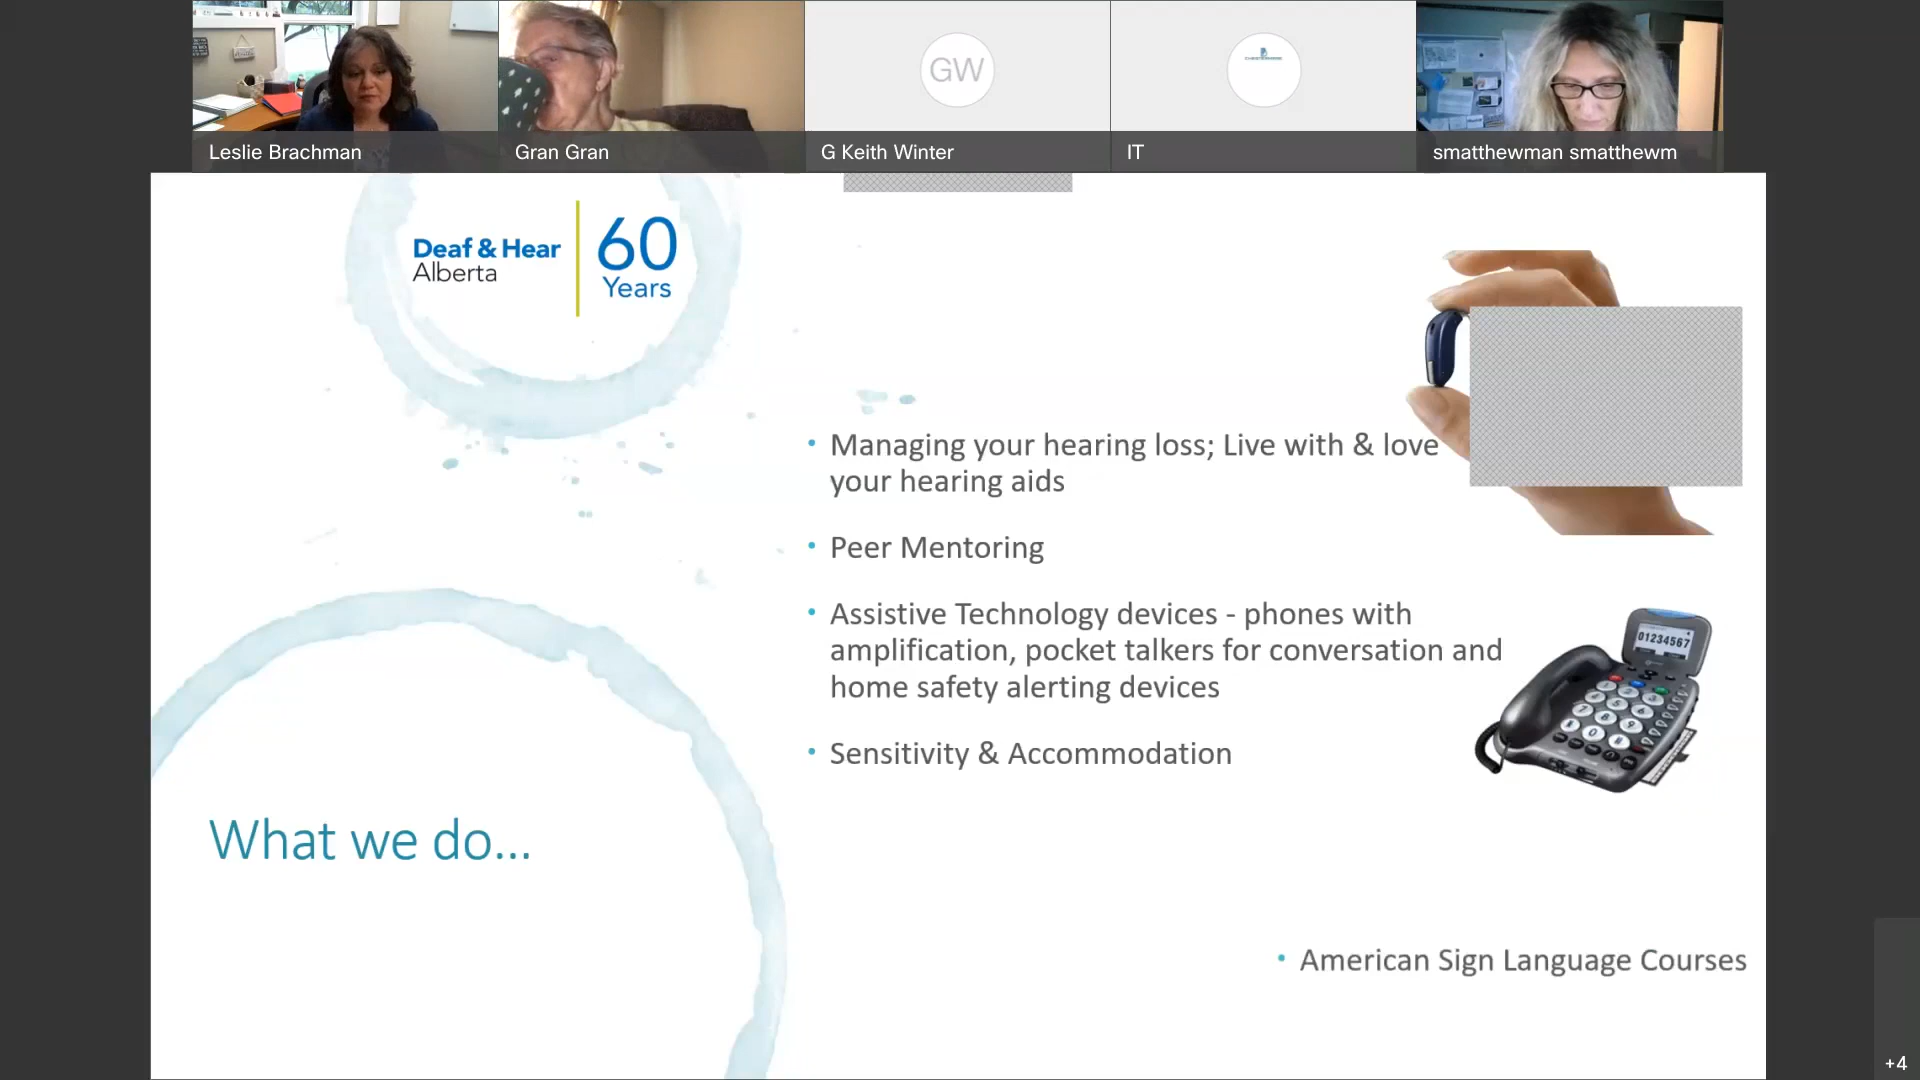 Leslie Brachman
Gran Gran
GW
G Keith Winter
IT
smatthewman smatthewm
Deaf & Hear
Alberta
60
Years
• Managing your hearing loss; Live with & love
your hearing aids
• Peer Mentoring
• Assistive Technology devices - phones with
amplification, pocket talkers for conversation and
home safety alerting devices
01234567
• Sensitivity & Accommodation
What we do...
• American Sign Language Courses
+4